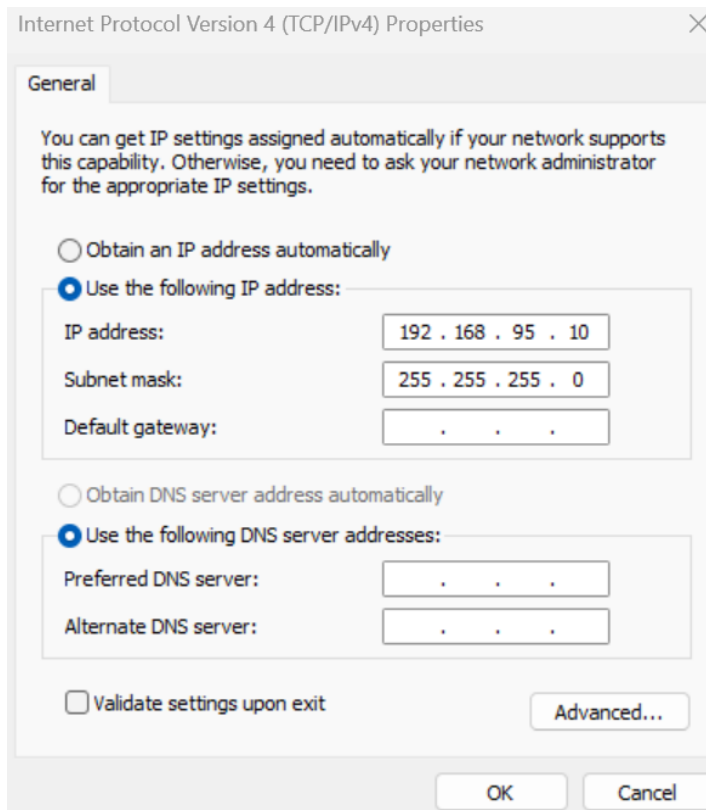 Internet Protocol Version 4 (TCP/IPv4) Properties
General
You can get IP settings assigned automatically if your network supports
this capability. Otherwise, you need to ask your network administrator
for the appropriate IP settings.
Obtain an IP address automatically
Use the following IP address:
IP address: 192 . 168 . 95 . 10
Subnet mask: 255 . 255 . 255 . 0
Default gateway: . . .
Obtain DNS server address automatically
Use the following DNS server addresses:
Preferred DNS server: . . .
Alternate DNS server: . . .
Validate settings upon exit
Advanced...
OK Cancel